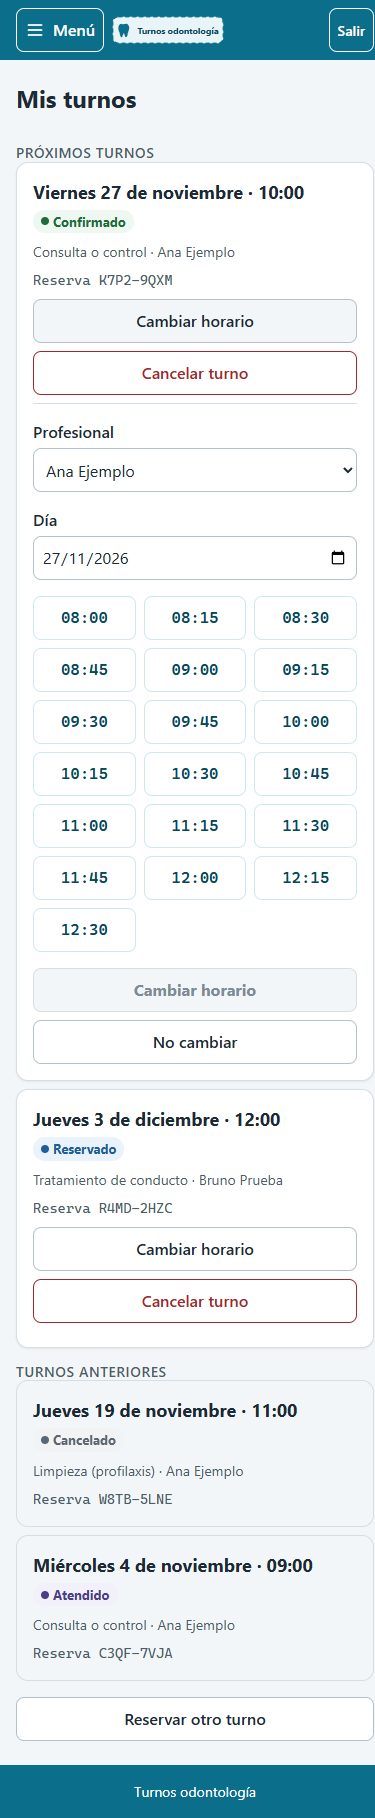 Menú
Turnos odontología
Salir
Mis turnos
PRÓXIMOS TURNOS
Viernes 27 de noviembre · 10:00
Confirmado
Consulta o control · Ana Ejemplo
Reserva K7P2-9QXM
Cambiar horario
Cancelar turno
Profesional
Ana Ejemplo
Día
27/11/2026
08:00 08:15 08:30
08:45 09:00 09:15
09:30 09:45 10:00
10:15 10:30 10:45
11:00 11:15 11:30
11:45 12:00 12:15
12:30
Cambiar horario
No cambiar
Jueves 3 de diciembre · 12:00
Reservado
Tratamiento de conducto · Bruno Prueba
Reserva R4MD-2HZC
Cambiar horario
Cancelar turno
TURNOS ANTERIORES
Jueves 19 de noviembre · 11:00
Cancelado
Limpieza (profilaxis) · Ana Ejemplo
Reserva W8TB-5LNE
Miércoles 4 de noviembre · 09:00
Atendido
Consulta o control · Ana Ejemplo
Reserva C3QF-7VJA
Reservar otro turno
Turnos odontología